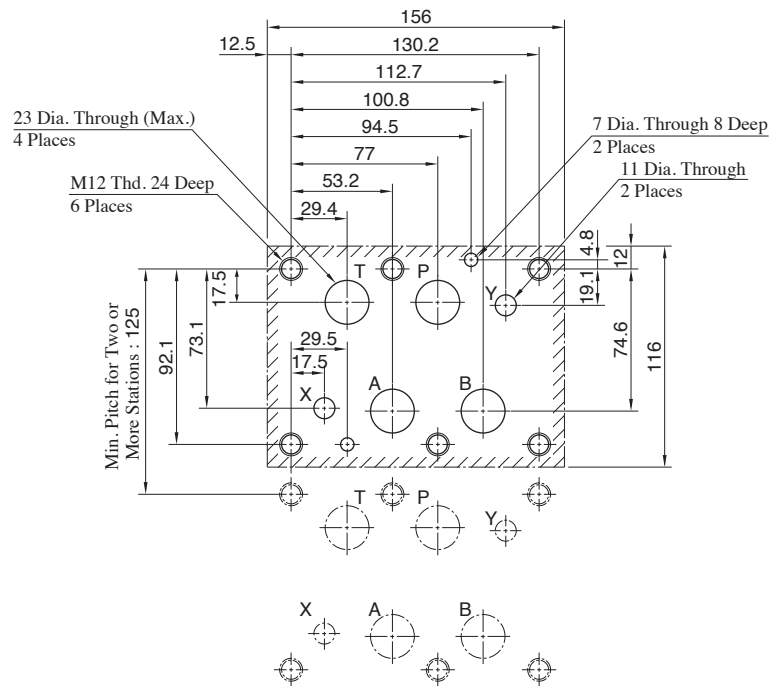 156
12.5
130.2
112.7
100.8
94.5
77
53.2
29.4
23 Dia. Through (Max.)
4 Places
M12 Thd. 24 Deep
6 Places
7 Dia. Through 8 Deep
2 Places
11 Dia. Through
2 Places
T
P
Y
4.8
12
19.1
74.6
116
17.5
73.1
92.1
Min. Pitch for Two or
More Stations : 125
29.5
17.5
X
A
B
T
P
Y
X
A
B